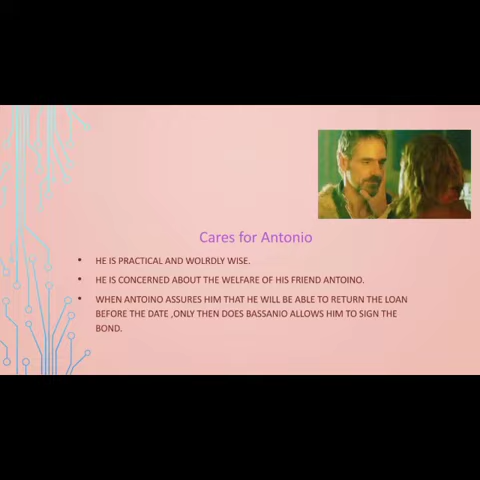 Cares for Antonio
• HE IS PRACTICAL AND WOLRDLY WISE.
• HE IS CONCERNED ABOUT THE WELFARE OF HIS FRIEND ANTOINO.
• WHEN ANTOINO ASSURES HIM THAT HE WILL BE ABLE TO RETURN THE LOAN
BEFORE THE DATE ,ONLY THEN DOES BASSANIO ALLOWS HIM TO SIGN THE
BOND.